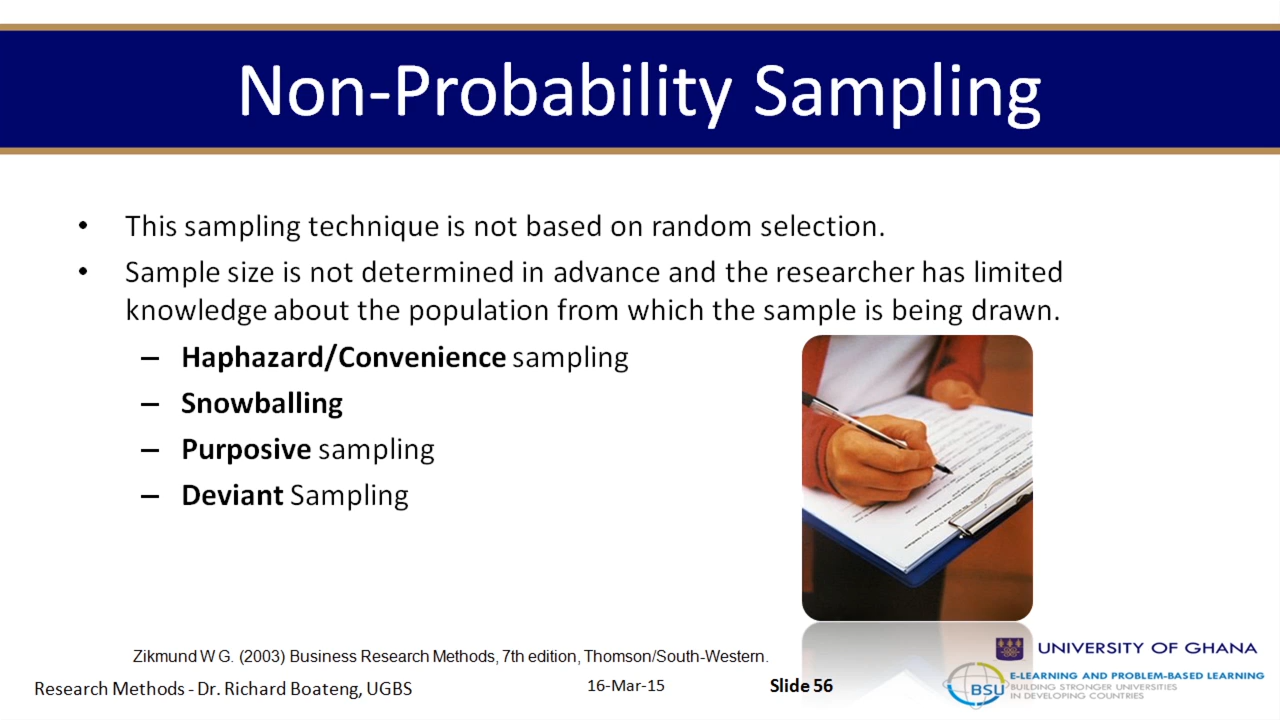 Non-Probability Sampling
• This sampling technique is not based on random selection.
• Sample size is not determined in advance and the researcher has limited
knowledge about the population from which the sample is being drawn.
– Haphazard/Convenience sampling
– Snowballing
– Purposive sampling
– Deviant Sampling
Zikmund W G. (2003) Business Research Methods, 7th edition, Thomson/South-Western.
UNIVERSITY OF GHANA
Research Methods - Dr. Richard Boateng, UGBS
16-Mar-15
Slide 56
BSU
E-LEARNING AND PROBLEM-BASED LEARNING
BUILDING STRONGER UNIVERSITIES
IN DEVELOPING COUNTRIES